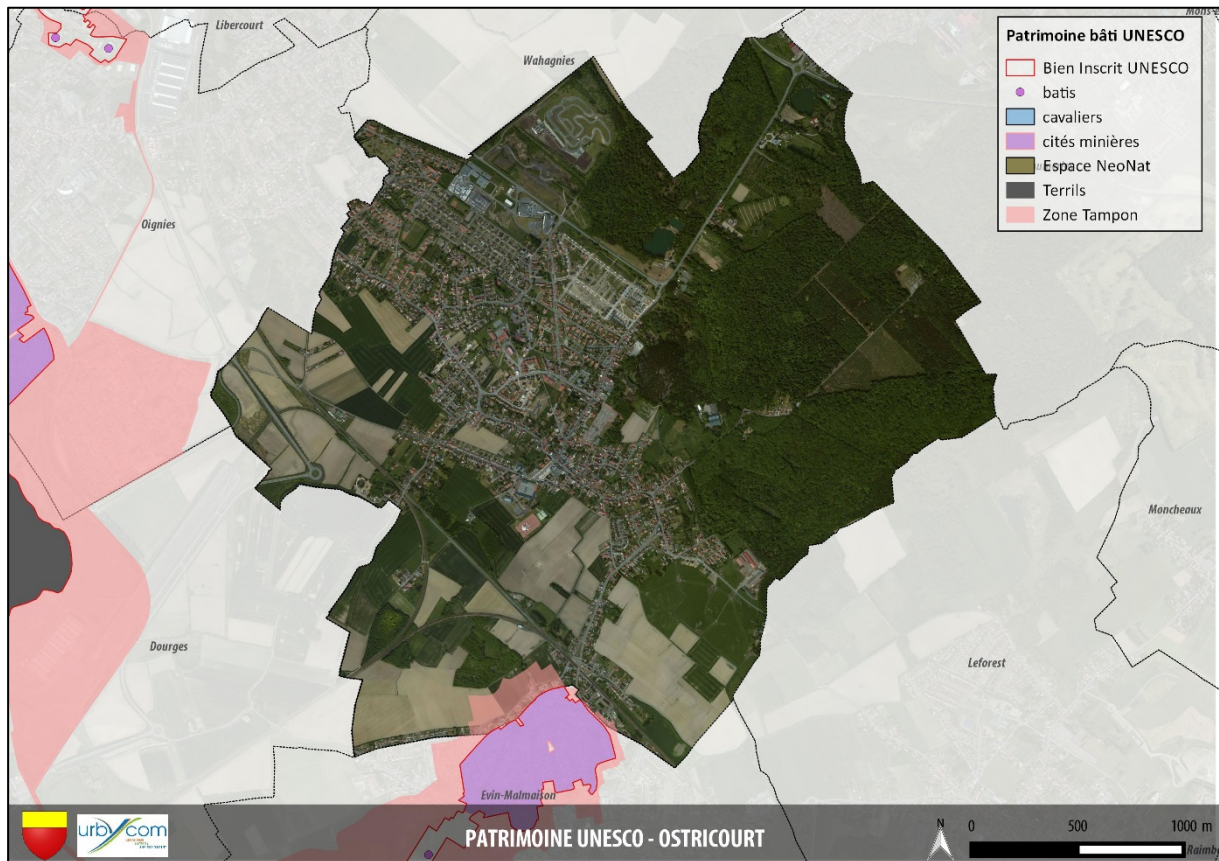 Libercourt
Wahagnies
Oignies
Moncheaux
Dourges
Leforest
Evin-Malmaison
Patrimoine bâti UNESCO
Bien Inscrit UNESCO
batis
cavaliers
cités minières
Espace NeoNat
Terrils
Zone Tampon
urbycom
PATRIMOINE UNESCO - OSTRICOURT
N
0 500 1000 m